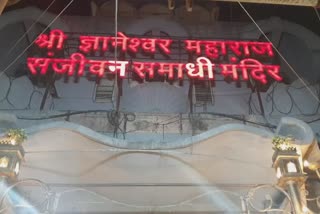 श्री ज्ञानेश्वर महाराज
संजीवन समाधी मंदिर